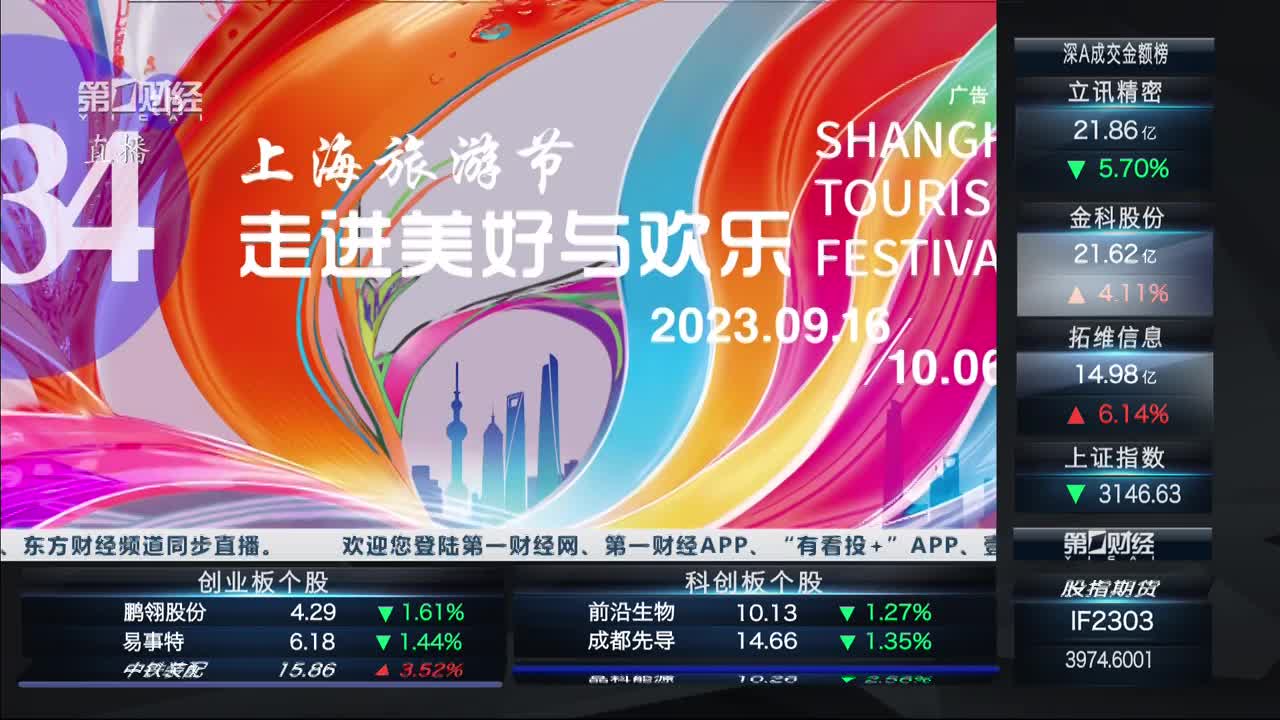 34
第一财经
YICAI
直播
广告
上海旅游节
走进美好与欢乐
SHANGH
TOURIS
FESTIVA
2023.09.16/
10.06
、东方财经频道同步直播。 欢迎您登陆第一财经网、第一财经APP、“有看投+”APP、壹
创业板个股
鹏翎股份 4.29 ▼1.61%
易事特 6.18 ▼1.44%
中铁装配 15.86 ▲3.52%
科创板个股
前沿生物 10.13 ▼1.27%
成都先导 14.66 ▼1.35%
晶科能源
深A成交金额榜
立讯精密
21.86亿
▼ 5.70%
金科股份
21.62亿
▲ 4.11%
拓维信息
14.98亿
▲ 6.14%
上证指数
▼ 3146.63
第一财经
YICAI
股指期货
IF2303
3974.6001